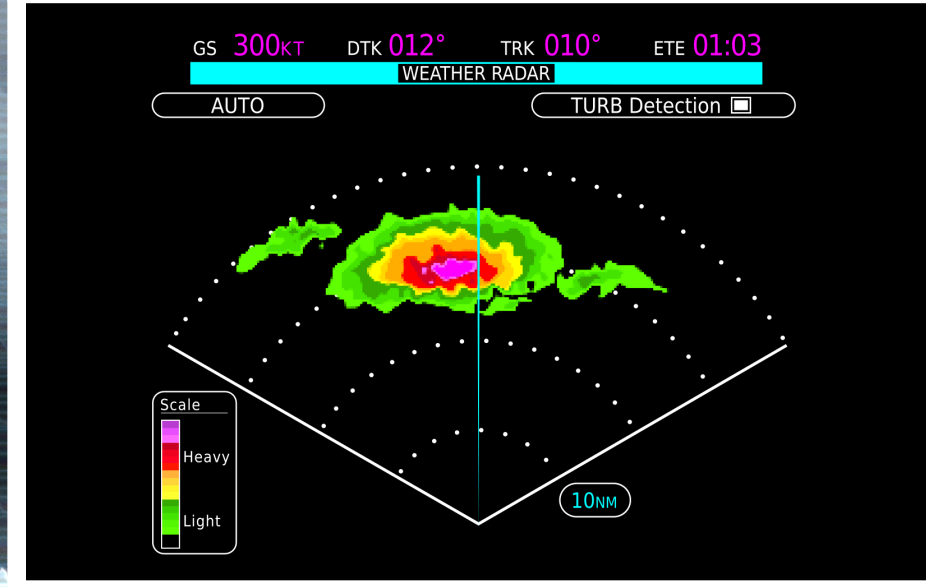 GS 300KT DTK 012° TRK 010° ETE 01:03
WEATHER RADAR
AUTO TURB Detection
Scale
Heavy
Light
10NM